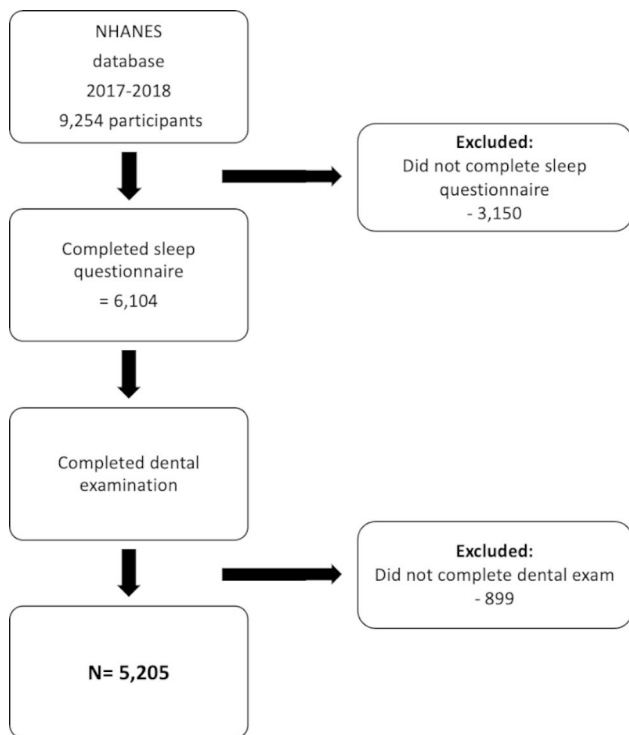 NHANES
database
2017-2018
9,254 participants
Excluded:
Did not complete sleep
questionnaire
- 3,150
Completed sleep
questionnaire
= 6,104
Completed dental
examination
Excluded:
Did not complete dental exam
- 899
N= 5,205